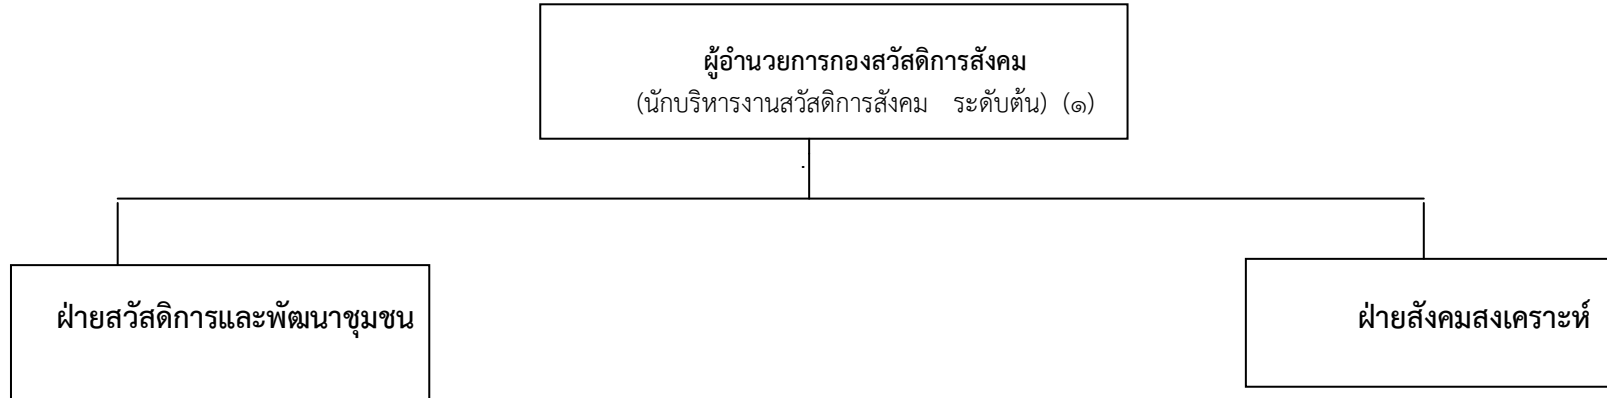 ผู้อำนวยการกองสวัสดิการสังคม
(นักบริหารงานสวัสดิการสังคม ระดับต้น) (๑)
ฝ่ายสวัสดิการและพัฒนาชุมชน
ฝ่ายสังคมสงเคราะห์